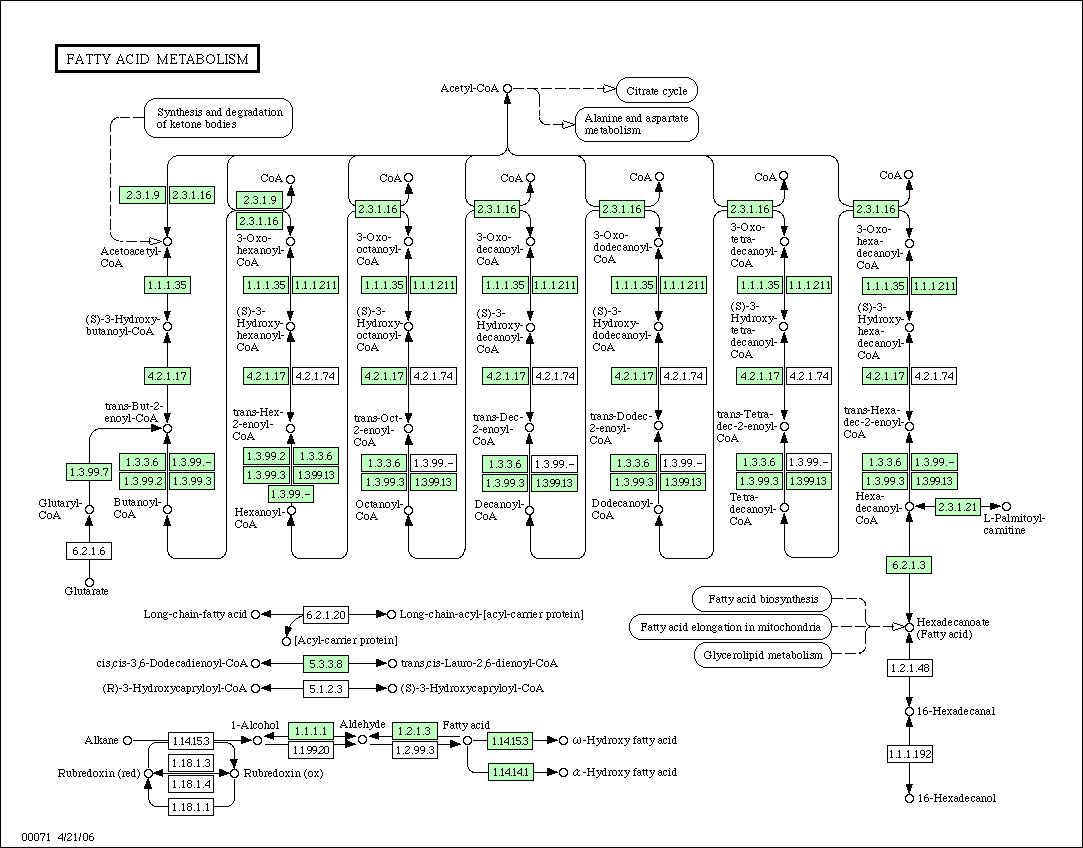 FATTY ACID METABOLISM
Acetyl-CoA
Citrate cycle
Alanine and aspartate
metabolism
Synthesis and degradation
of ketone bodies
CoA
CoA
CoA
CoA
CoA
CoA
2.3.1.9
2.3.1.16
2.3.1.9
2.3.1.16
2.3.1.16
2.3.1.16
2.3.1.16
2.3.1.16
2.3.1.16
Acetoacetyl-
CoA
3-Oxo-
hexanoyl-
CoA
3-Oxo-
octanoyl-
CoA
3-Oxo-
decanoyl-
CoA
3-Oxo-
dodecanoyl-
CoA
3-Oxo-
tetra-
decanoyl-
CoA
3-Oxo-
hexa-
decanoyl-
CoA
1.1.1.35
1.1.1.35
1.1.1.211
1.1.1.35
1.1.1.211
1.1.1.35
1.1.1.211
1.1.1.35
1.1.1.211
1.1.1.35
1.1.1.211
1.1.1.35
1.1.1.211
(S)-3-Hydroxy-
butanoyl-CoA
(S)-3-
Hydroxy-
hexanoyl-
CoA
(S)-3-
Hydroxy-
octanoyl-
CoA
(S)-3-
Hydroxy-
decanoyl-
CoA
(S)-3-
Hydroxy-
dodecanoyl-
CoA
(S)-3-
Hydroxy-
tetra-
decanoyl-
CoA
(S)-3-
Hydroxy-
hexa-
decanoyl-
CoA
4.2.1.17
4.2.1.17
4.2.1.74
4.2.1.17
4.2.1.74
4.2.1.17
4.2.1.74
4.2.1.17
4.2.1.74
4.2.1.17
4.2.1.74
4.2.1.17
4.2.1.74
trans-But-2-
enoyl-CoA
trans-Hex-
2-enoyl-
CoA
trans-Oct-
2-enoyl-
CoA
trans-Dec-
2-enoyl-
CoA
trans-Dodec-
2-enoyl-
CoA
trans-Tetra-
dec-2-enoyl-
CoA
trans-Hexa-
dec-2-enoyl-
CoA
1.3.99.7
1.3.3.6
1.3.99.-
1.3.99.2
1.3.99.3
1.3.99.2
1.3.3.6
1.3.99.3
1.3.99.13
1.3.99.-
1.3.3.6
1.3.99.-
1.3.99.3
1.3.99.13
1.3.3.6
1.3.99.-
1.3.99.3
1.3.99.13
1.3.3.6
1.3.99.-
1.3.99.3
1.3.99.13
1.3.3.6
1.3.99.-
1.3.99.3
1.3.99.13
1.3.3.6
1.3.99.-
1.3.99.3
1.3.99.13
Glutaryl-
CoA
Butanoyl-
CoA
Hexanoyl-
CoA
Octanoyl-
CoA
Decanoyl-
CoA
Dodecanoyl-
CoA
Tetra-
decanoyl-
CoA
Hexa-
decanoyl-
CoA
2.3.1.21
L-Palmitoyl-
carnitine
6.2.1.6
Glutarate
6.2.1.3
Long-chain-fatty acid
6.2.1.20
Long-chain-acyl-[acyl-carrier protein]
[Acyl-carrier protein]
cis,cis-3,6-Dodecadienoyl-CoA
5.3.3.8
trans,cis-Lauro-2,6-dienoyl-CoA
(R)-3-Hydroxycapryloyl-CoA
5.1.2.3
(S)-3-Hydroxycapryloyl-CoA
Fatty acid biosynthesis
Fatty acid elongation in mitochondria
Glycerolipid metabolism
Hexadecanoate
(Fatty acid)
1.2.1.48
16-Hexadecanal
1.1.1.192
16-Hexadecanol
Alkane
1.14.15.3
1-Alcohol
1.1.1.1
1.1.99.20
Aldehyde
1.2.1.3
1.2.99.3
Fatty acid
1.14.15.3
ω-Hydroxy fatty acid
1.14.14.1
α-Hydroxy fatty acid
Rubredoxin (red)
1.18.1.3
1.18.1.4
1.18.1.1
Rubredoxin (ox)
00071 4/21/06